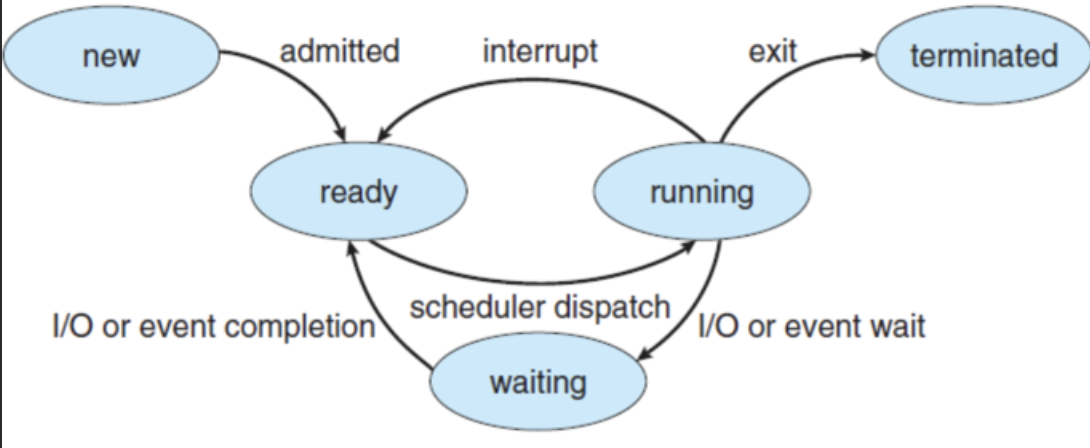 new
admitted
interrupt
exit
terminated
ready
running
scheduler dispatch
I/O or event completion
I/O or event wait
waiting